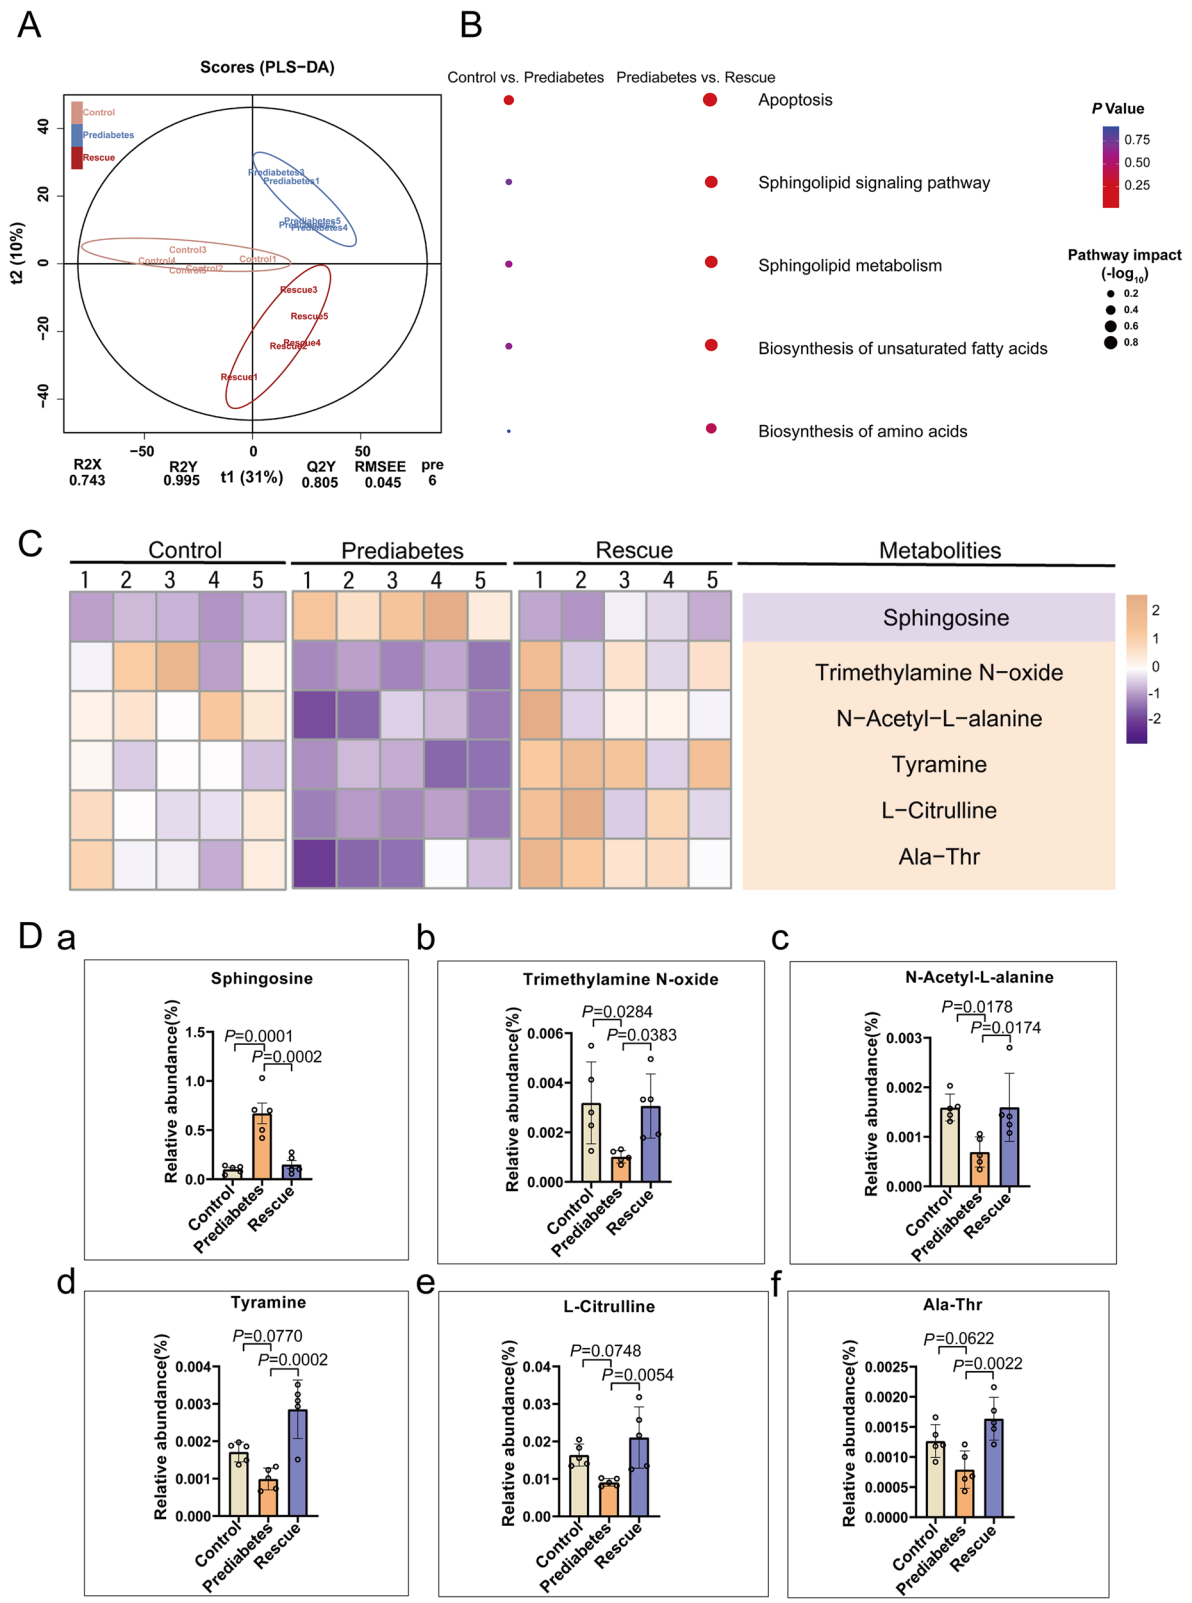 A
Scores (PLS−DA)
Control
Prediabetes
Rescue
40
20
0
−20
−40
t2 (10%)
Prediabetes3
Prediabetes1
Prediabetes5
Prediabetes4
Control3
Control4
Control1
Control2
Rescue3
Rescue5
Rescue4
Rescue2
Rescue1
−50
0
50
t1 (31%)
R2X
0.743
R2Y
0.995
Q2Y
0.805
RMSEE
0.045
pre
6
B
Control vs. Prediabetes
Prediabetes vs. Rescue
Apoptosis
Sphingolipid signaling pathway
Sphingolipid metabolism
Biosynthesis of unsaturated fatty acids
Biosynthesis of amino acids
P Value
0.75
0.50
0.25
Pathway impact
(-log10)
0.2
0.4
0.6
0.8
C
Control
Prediabetes
Rescue
Metabolities
1 2 3 4 5
1 2 3 4 5
1 2 3 4 5
Sphingosine
Trimethylamine N−oxide
N−Acetyl−L−alanine
Tyramine
L−Citrulline
Ala−Thr
2
1
0
-1
-2
D
a
Sphingosine
Relative abundance(%)
1.5
1.0
0.5
0.0
P=0.0001
P=0.0002
Control
Prediabetes
Rescue
b
Trimethylamine N-oxide
Relative abundance(%)
0.006
0.004
0.002
0.000
P=0.0284
P=0.0383
Control
Prediabetes
Rescue
c
N-Acetyl-L-alanine
Relative abundance(%)
0.003
0.002
0.001
0.000
P=0.0178
P=0.0174
Control
Prediabetes
Rescue
d
Tyramine
Relative abundance(%)
0.004
0.003
0.002
0.001
0.000
P=0.0770
P=0.0002
Control
Prediabetes
Rescue
e
L-Citrulline
Relative abundance(%)
0.04
0.03
0.02
0.01
0.00
P=0.0748
P=0.0054
Control
Prediabetes
Rescue
f
Ala-Thr
Relative abundance(%)
0.0025
0.0020
0.0015
0.0010
0.0005
0.0000
P=0.0622
P=0.0022
Control
Prediabetes
Rescue